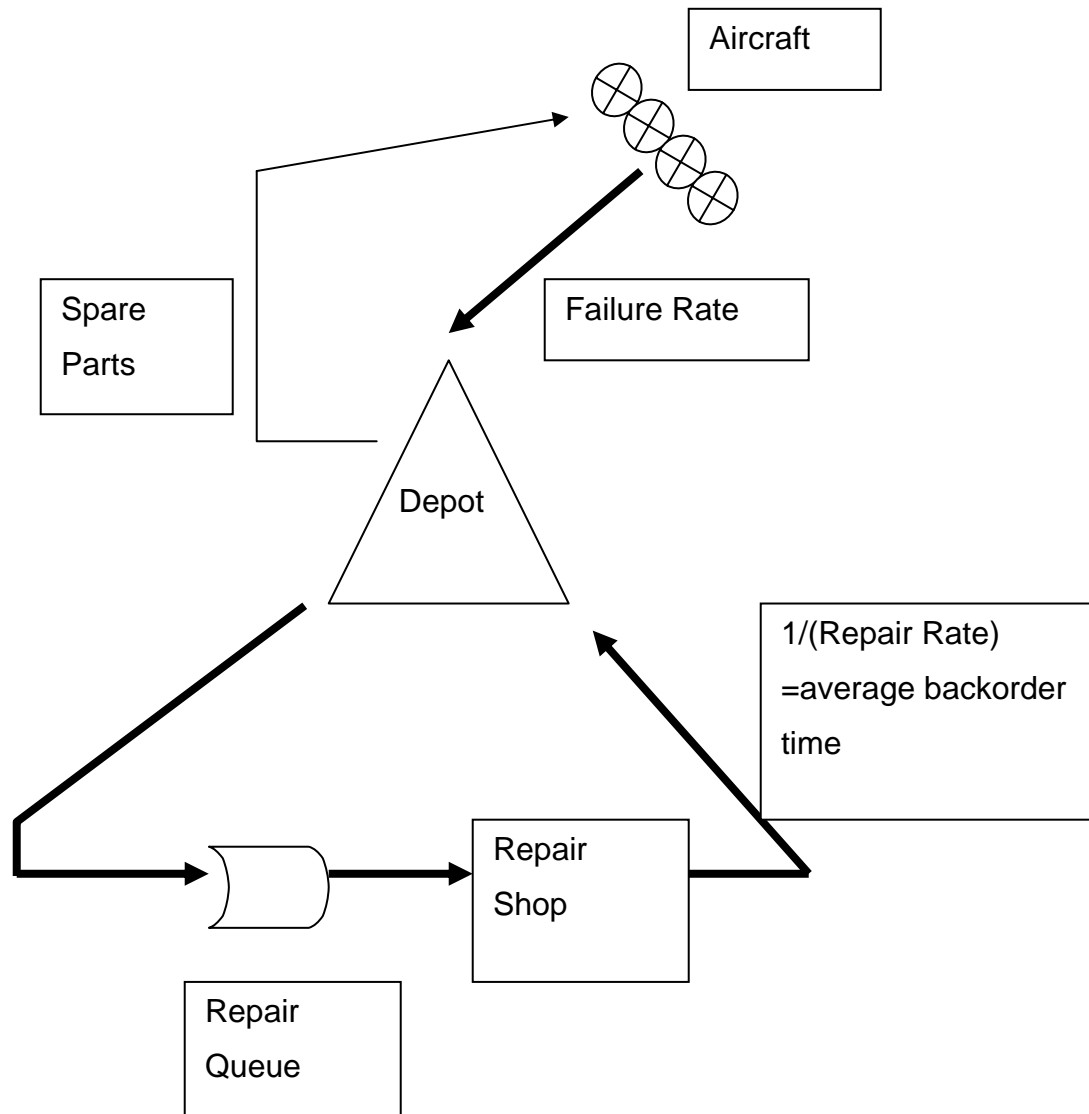 Aircraft
Spare
Parts
Failure Rate
Depot
1/(Repair Rate)
=average backorder
time
Repair
Shop
Repair
Queue